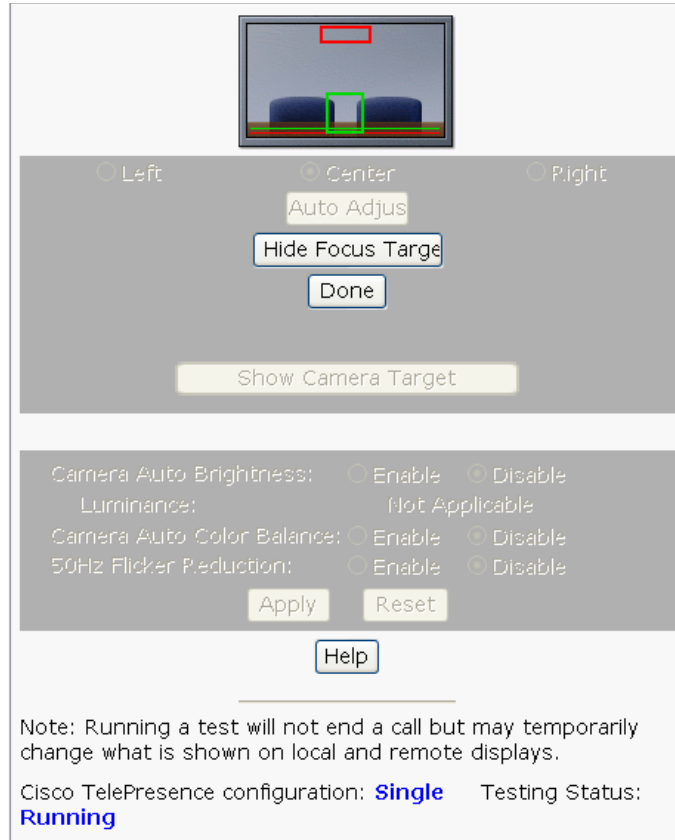 Left Center Right
Auto Adjus
Hide Focus Targe
Done
Show Camera Target
Camera Auto Brightness: Enable Disable
Luminance: Not Applicable
Camera Auto Color Balance: Enable Disable
50Hz Flicker Reduction: Enable Disable
Apply Reset
Help
Note: Running a test will not end a call but may temporarily
change what is shown on local and remote displays.
Cisco TelePresence configuration: Single Testing Status:
Running